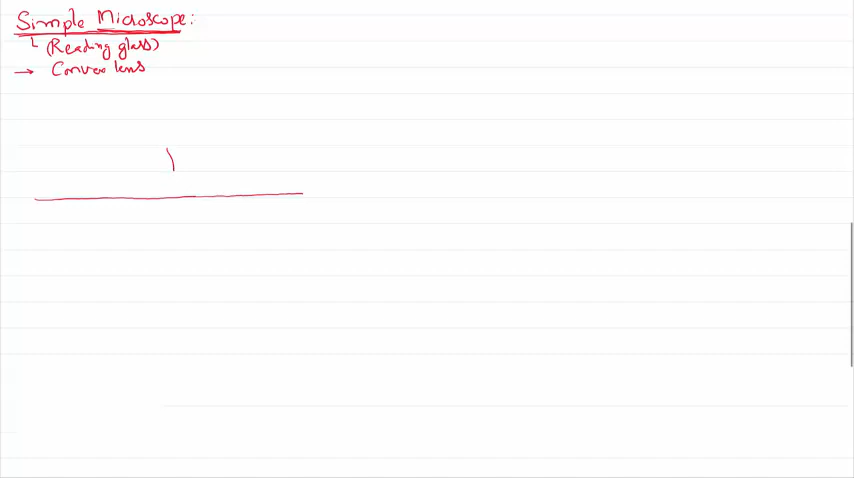 Simple Microscope:
↳ (Reading glass)
→ Convex lens